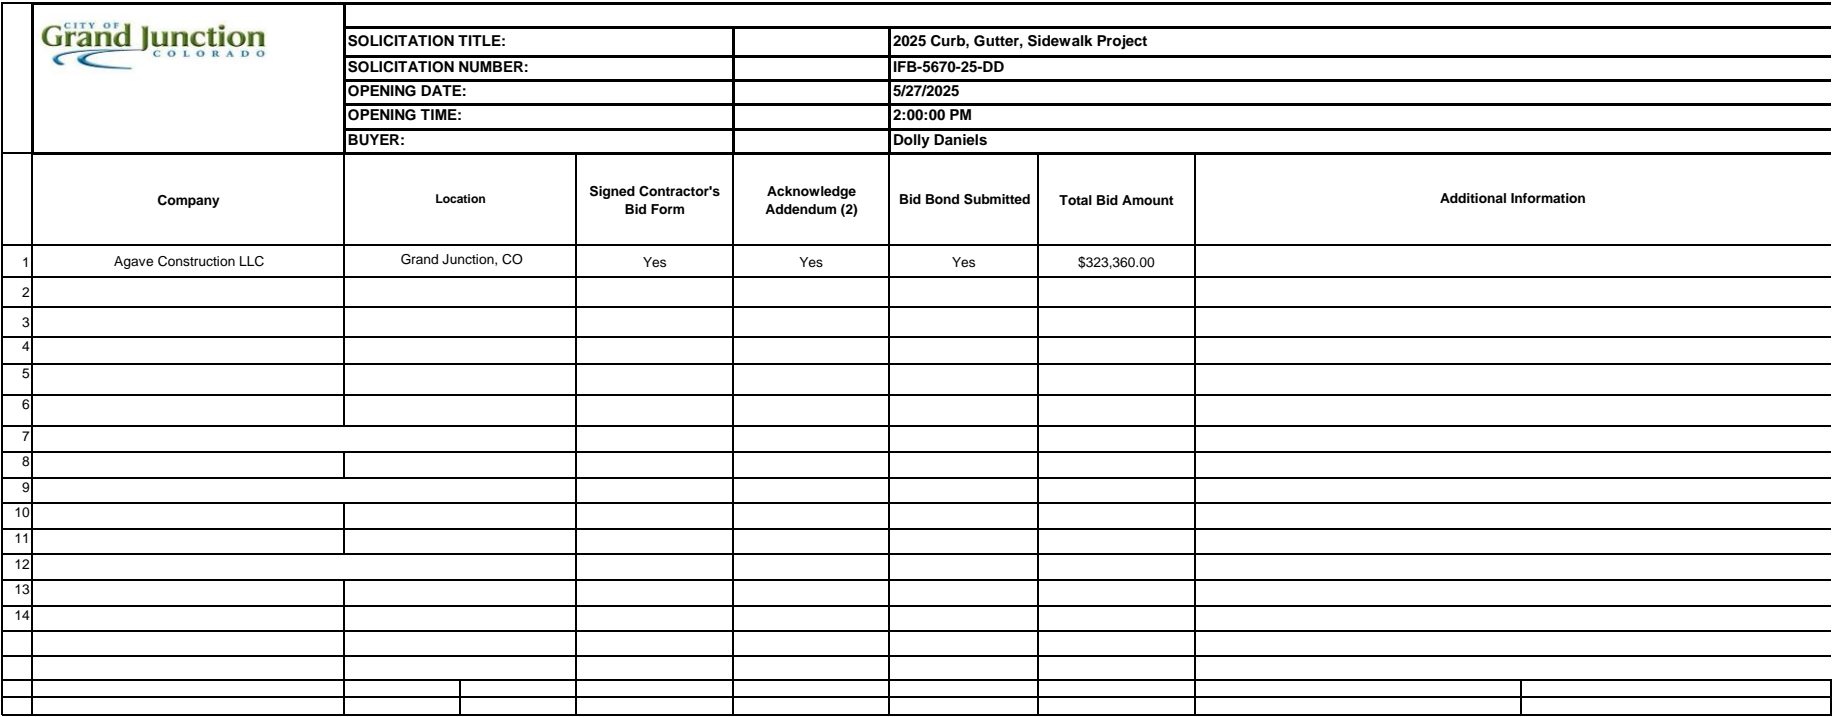 CITY OF
Grand Junction
COLORADO
SOLICITATION TITLE: 2025 Curb, Gutter, Sidewalk Project
SOLICITATION NUMBER: IFB-5670-25-DD
OPENING DATE: 5/27/2025
OPENING TIME: 2:00:00 PM
BUYER: Dolly Daniels
Company
Location
Signed Contractor's
Bid Form
Acknowledge
Addendum (2)
Bid Bond Submitted
Total Bid Amount
Additional Information
1 Agave Construction LLC Grand Junction, CO Yes Yes Yes $323,360.00
2
3
4
5
6
7
8
9
10
11
12
13
14